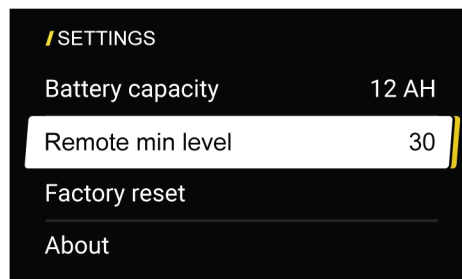 SETTINGS
Battery capacity 12 AH
Remote min level 30
Factory reset
About